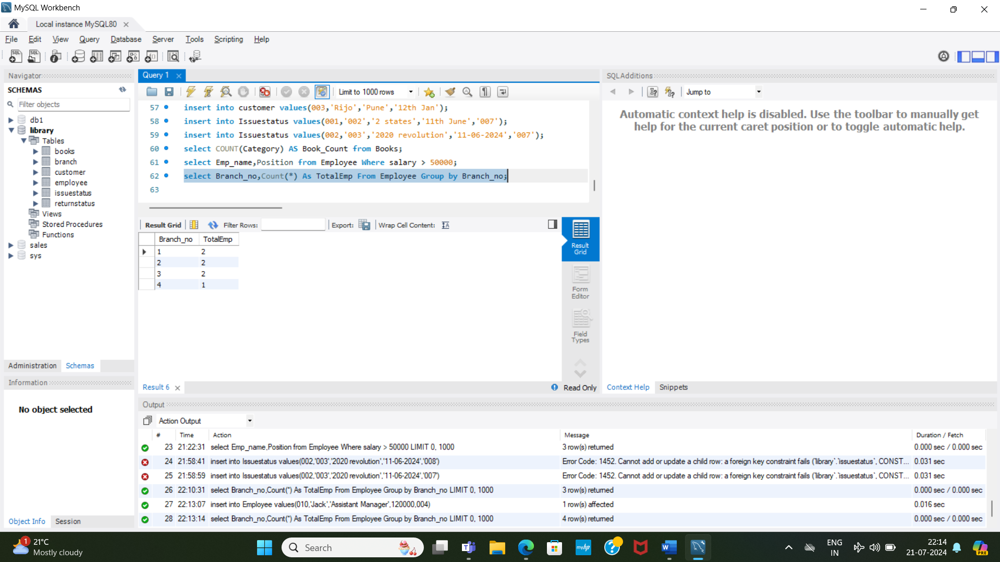 MySQL Workbench
Local instance MySQL80
File Edit View Query Database Server Tools Scripting Help
Navigator
SCHEMAS
Filter objects
db1
library
Tables
books
branch
customer
employee
issuestatus
returnstatus
Views
Stored Procedures
Functions
sales
sys
Administration Schemas
Information
No object selected
Object Info Session
Query 1
Limit to 1000 rows
57 insert into customer values(003,'Rijo','Pune','12th Jan');
58 insert into Issuestatus values(001,'002','2 states','11th June','007');
59 insert into Issuestatus values(002,'003','2020 revolution','11-06-2024','007');
60 select COUNT(Category) AS Book_Count from Books;
61 select Emp_name,Position from Employee Where salary > 50000;
62 select Branch_no,Count(*) As TotalEmp From Employee Group by Branch_no;
63
Result Grid Filter Rows: Export: Wrap Cell Content:
Branch_no TotalEmp
1 2
2 2
3 2
4 1
Result Grid
Form Editor
Field Types
Result 6 Read Only
SQLAdditions
Jump to
Automatic context help is disabled. Use the toolbar to manually get
help for the current caret position or to toggle automatic help.
Context Help Snippets
Output
Action Output
# Time Action Message Duration / Fetch
23 21:22:31 select Emp_name,Position from Employee Where salary > 50000 LIMIT 0, 1000 3 row(s) returned 0.000 sec / 0.000 sec
24 21:58:41 insert into Issuestatus values(002,'003','2020 revolution','11-06-2024','008') Error Code: 1452. Cannot add or update a child row: a foreign key constraint fails (`library`.`issuestatus`, CONST... 0.031 sec
25 21:58:59 insert into Issuestatus values(002,'003','2020 revolution','11-06-2024','007') Error Code: 1452. Cannot add or update a child row: a foreign key constraint fails (`library`.`issuestatus`, CONST... 0.031 sec
26 22:10:31 select Branch_no,Count(*) As TotalEmp From Employee Group by Branch_no LIMIT 0, 1000 3 row(s) returned 0.000 sec / 0.000 sec
27 22:13:07 insert into Employee values(010,'Jack','Assistant Manager',120000,004) 1 row(s) affected 0.016 sec
28 22:13:14 select Branch_no,Count(*) As TotalEmp From Employee Group by Branch_no LIMIT 0, 1000 4 row(s) returned 0.000 sec / 0.000 sec
1
21°C
Mostly cloudy
Search
myhp
ENG
IN
22:14
21-07-2024
PRE